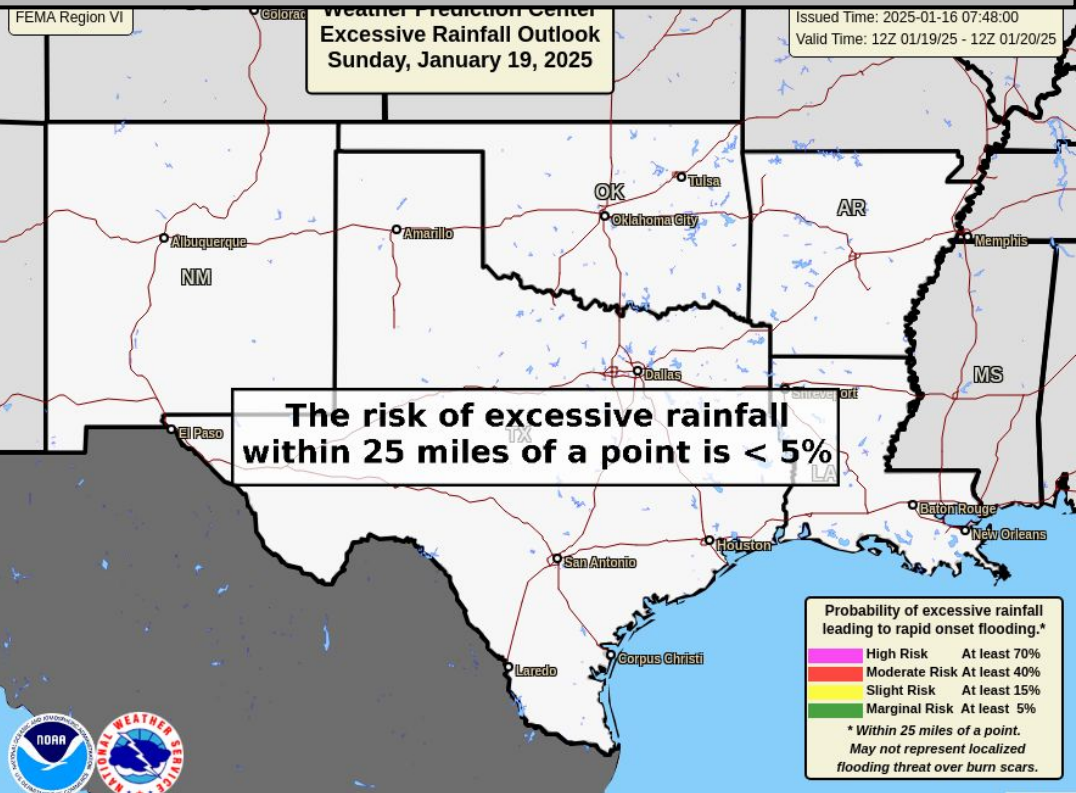 FEMA Region VI
Colorad
Weather Prediction Center
Excessive Rainfall Outlook
Sunday, January 19, 2025
Issued Time: 2025-01-16 07:48:00
Valid Time: 12Z 01/19/25 - 12Z 01/20/25
Tulsa
OK
AR
Oklahoma City
Amarillo
Albuquerque
Memphis
NM
Dallas
MS
Shreveport
The risk of excessive rainfall
within 25 miles of a point is < 5%
TX
El Paso
LA
Baton Rouge
New Orleans
Houston
San Antonio
Corpus Christi
Laredo
Probability of excessive rainfall
leading to rapid onset flooding.*
High Risk At least 70%
Moderate Risk At least 40%
Slight Risk At least 15%
Marginal Risk At least 5%
* Within 25 miles of a point.
May not represent localized
flooding threat over burn scars.
NOAA
NATIONAL WEATHER SERVICE